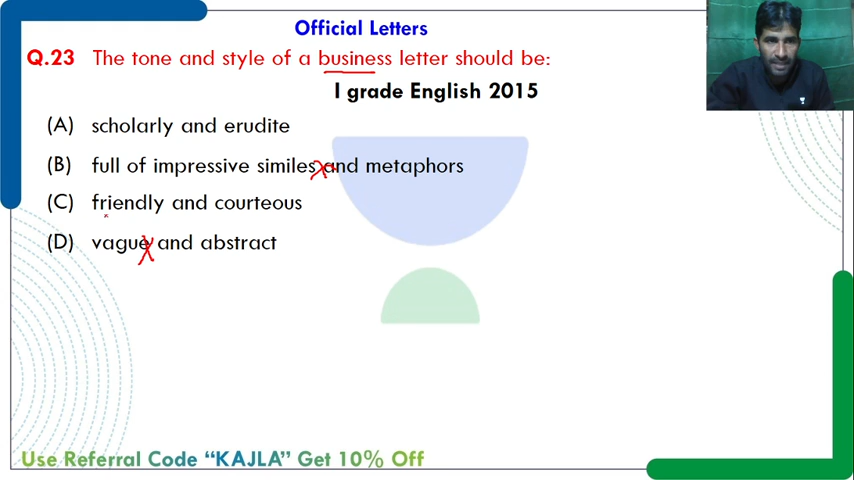 Official Letters
Q.23 The tone and style of a business letter should be:
I grade English 2015
(A) scholarly and erudite
(B) full of impressive similes and metaphors
(C) friendly and courteous
(D) vague and abstract
Use Referral Code “KAJLA” Get 10% Off